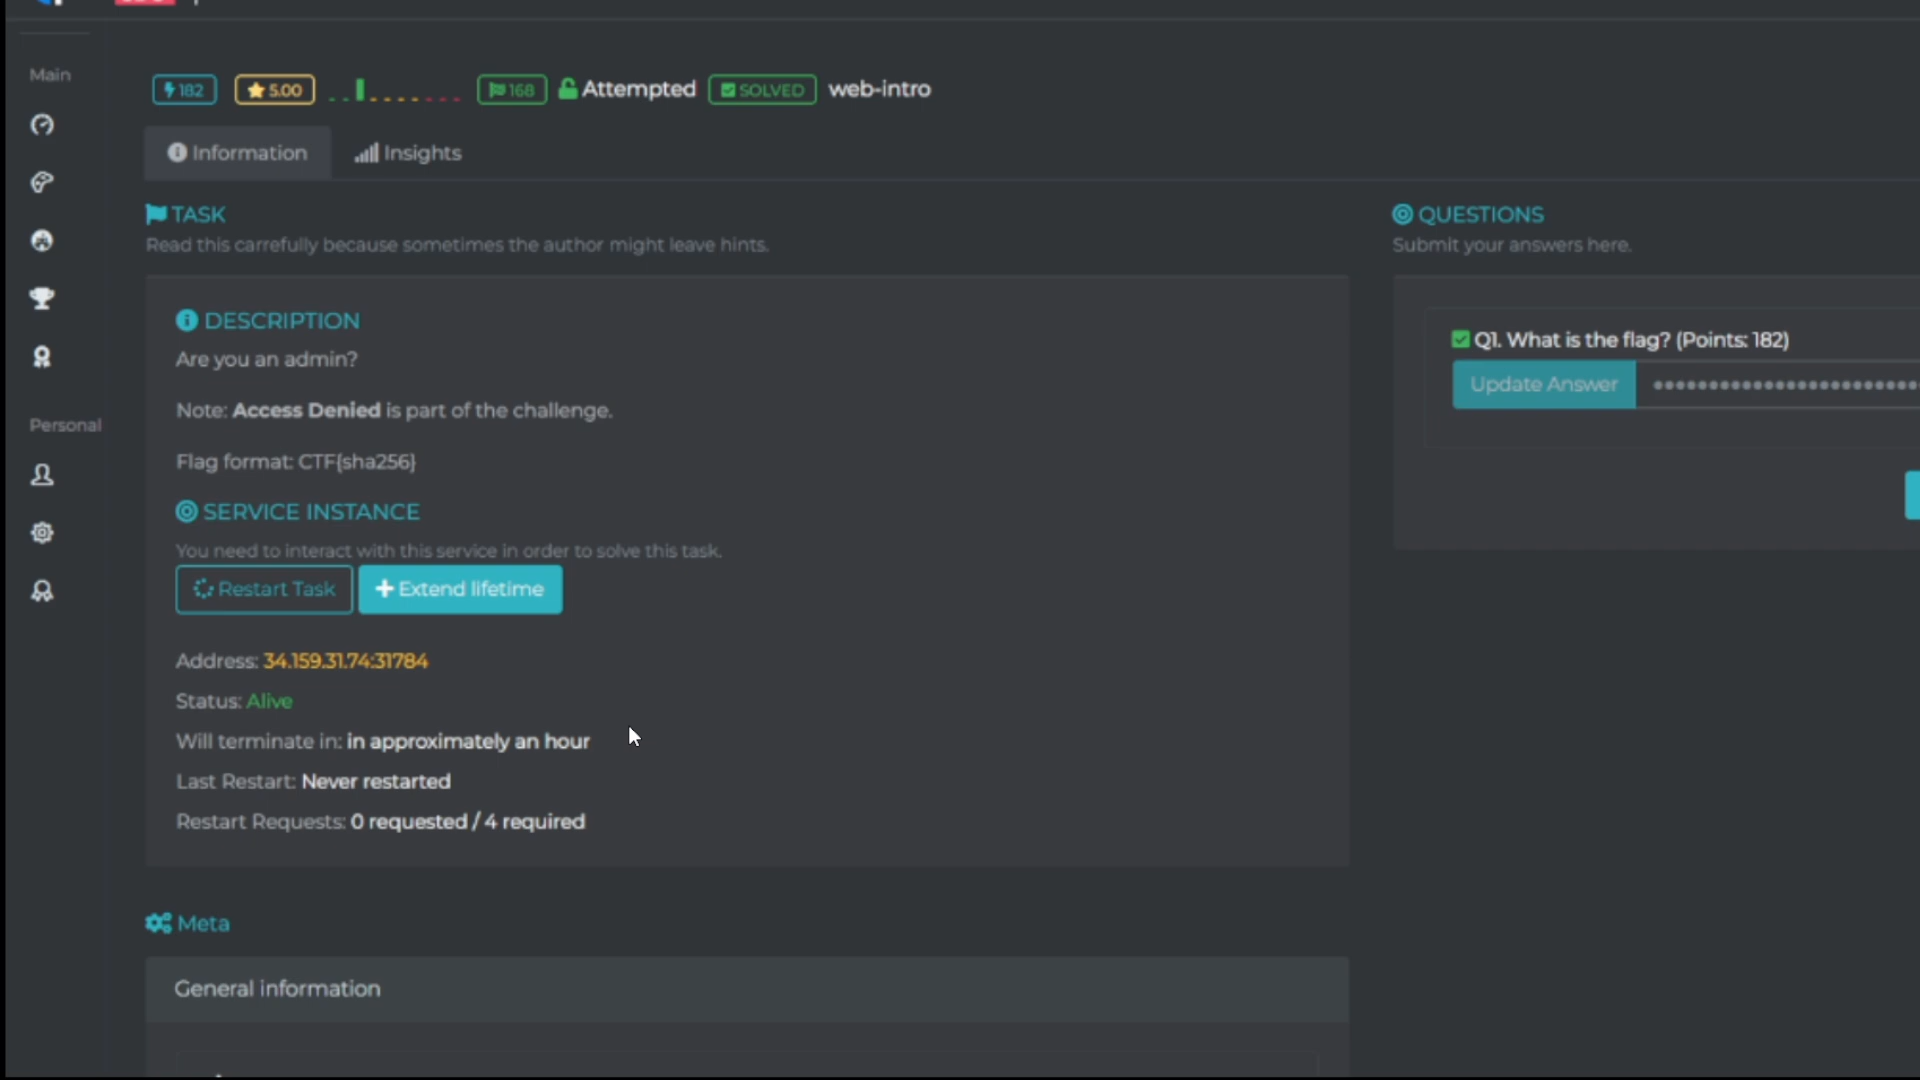 Main
182 5.00 168 Attempted SOLVED web-intro
Information Insights
TASK
Read this carrefully because sometimes the author might leave hints.
DESCRIPTION
Are you an admin?
Note: Access Denied is part of the challenge.
Flag format: CTF{sha256}
SERVICE INSTANCE
You need to interact with this service in order to solve this task.
Restart Task Extend lifetime
Address: 34.159.31.74:31784
Status: Alive
Will terminate in: in approximately an hour
Last Restart: Never restarted
Restart Requests: 0 requested / 4 required
Meta
General information
QUESTIONS
Submit your answers here.
Q1. What is the flag? (Points: 182)
Update Answer
Personal